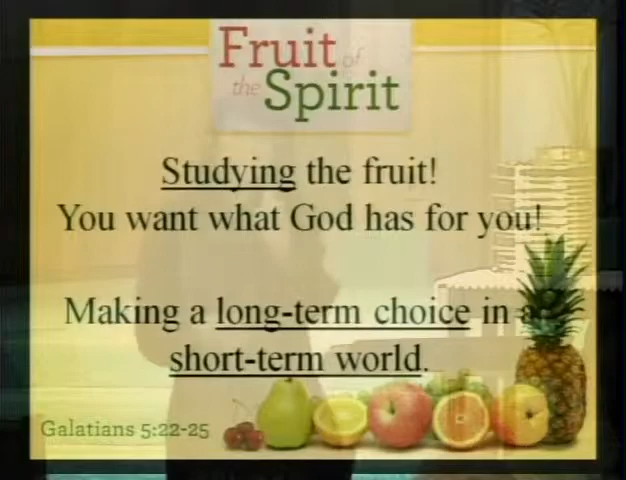 Fruit of
the Spirit
Studying the fruit!
You want what God has for you!
Making a long-term choice in a
short-term world.
Galatians 5:22-25